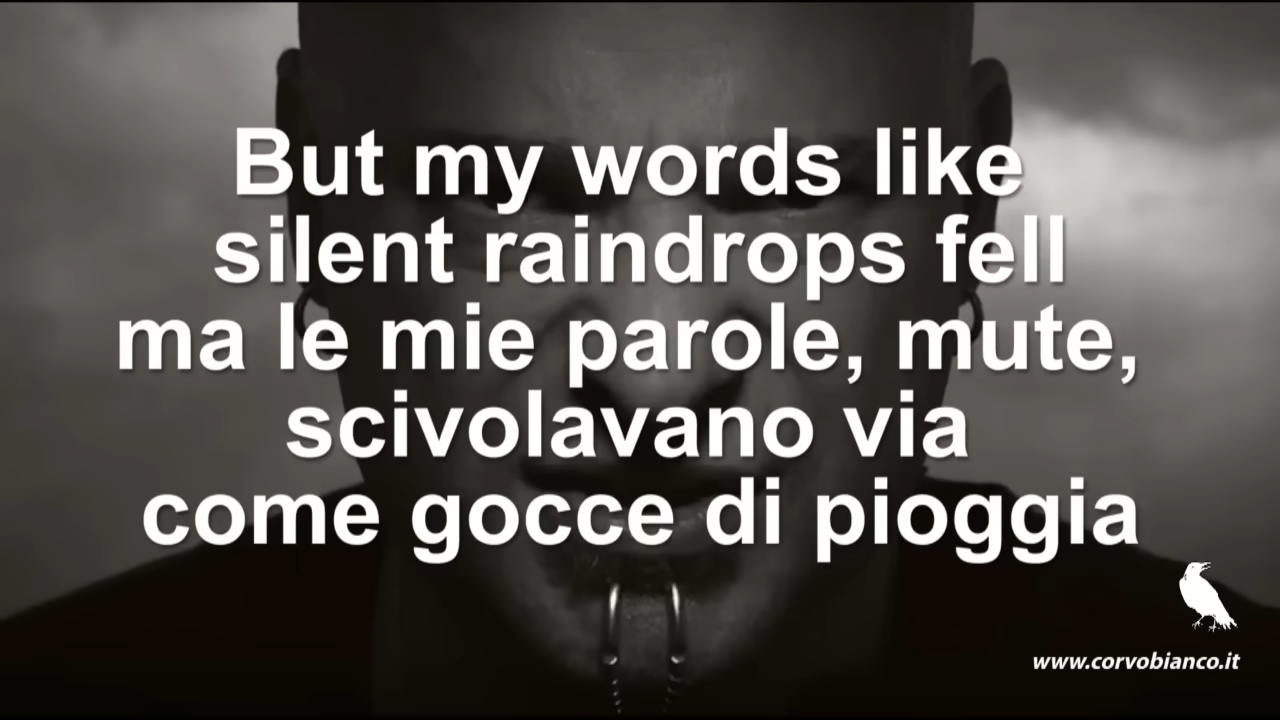 But my words like
silent raindrops fell
ma le mie parole, mute,
scivolavano via
come gocce di pioggia
www.corvobianco.it